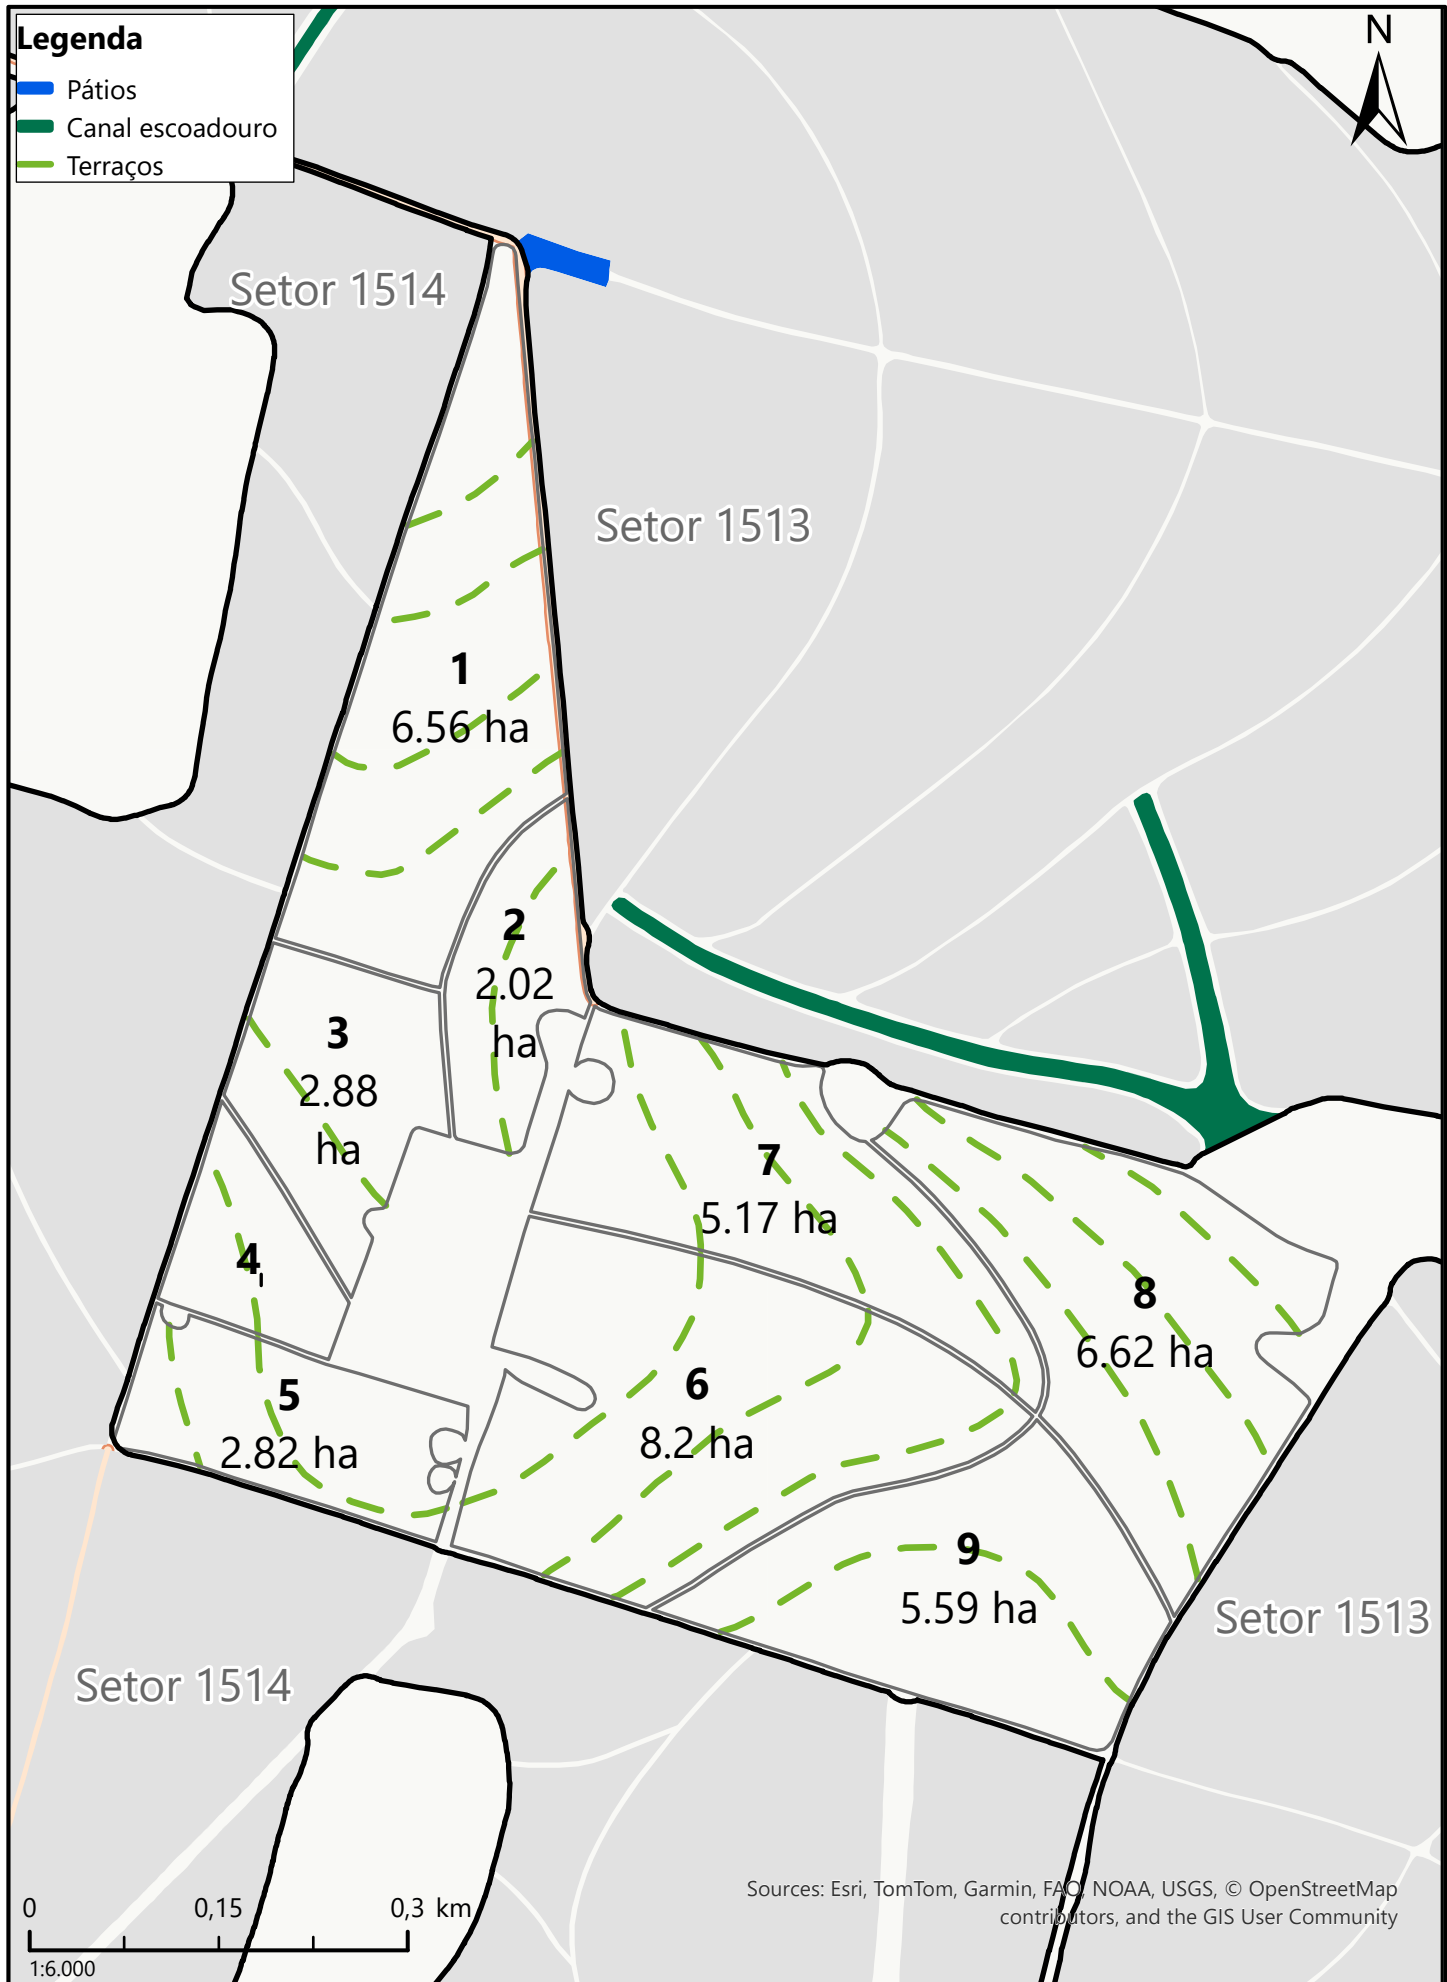 Legenda
Pátios
Canal escoadouro
Terraços
N
Setor 1514
Setor 1513
1
6.56 ha
2
2.02
ha
3
2.88
ha
4
5
2.82 ha
6
8.2 ha
7
5.17 ha
8
6.62 ha
9
5.59 ha
Setor 1513
Setor 1514
0 0,15 0,3 km
1:6.000
Sources: Esri, TomTom, Garmin, FAO, NOAA, USGS, © OpenStreetMap
contributors, and the GIS User Community